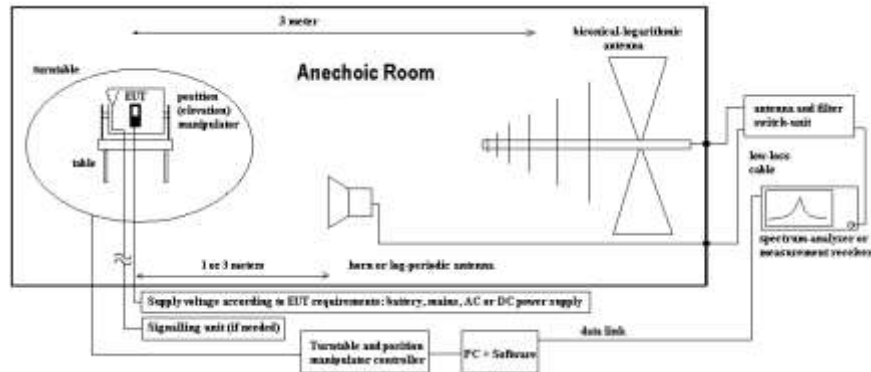 3 meter
biconical-logarithmic
antenna
turntable
Anechoic Room
EUT
position
(elevation)
manipulator
antenna and filter
switch-unit
table
low-loss
cable
spectrum-analyzer or
measurement receiver
1 or 3 meters
horn or log-periodic antenna
Supply voltage according to EUT requirements: battery, mains, AC or DC power supply
Signalling unit (if needed)
data link
Turntable and position
manipulator controller
PC + Software